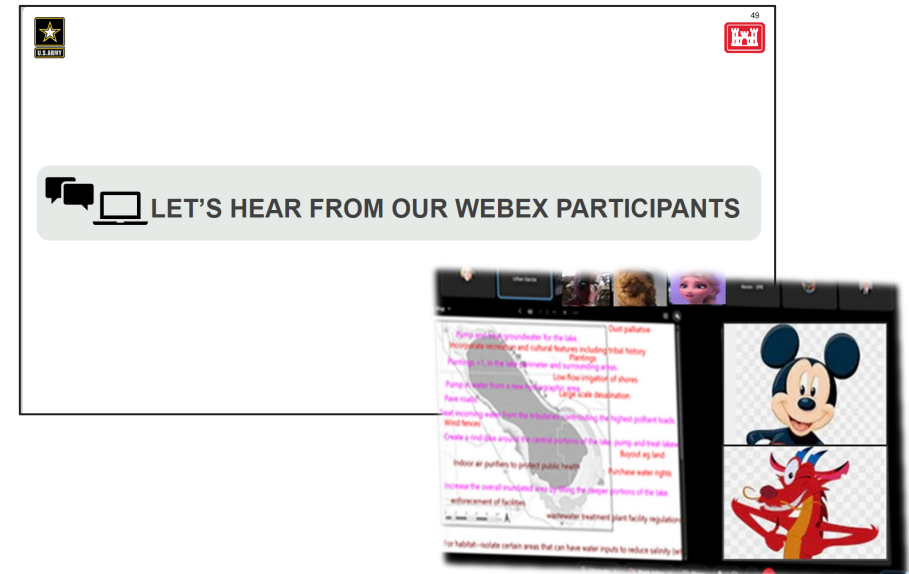 49
U.S. ARMY
LET'S HEAR FROM OUR WEBEX PARTICIPANTS
Dust palliative
Pump and treat groundwater for the lake.
Incorporate recreation and cultural features including tribal history
Plantings
Plantings +1, in the lake perimeter and surrounding areas.
Low flow irrigation of shores
Pump in water from a new hydrographic area
Large scale desalination
Pave roads
Treat incoming water from the tributaries contributing the highest pollutant loads
Wind fences
around the central portions of the lake, pump and treat
Buyout ag land
Indoor air purifiers to protect public health
Purchase water rights
Increase the overall inundated area by filling the deeper portions of the lake.
enforecement of facilities
wastewater treatment plant facility regulation
For habitat--isolate certain areas that can have water inputs to reduce salinity